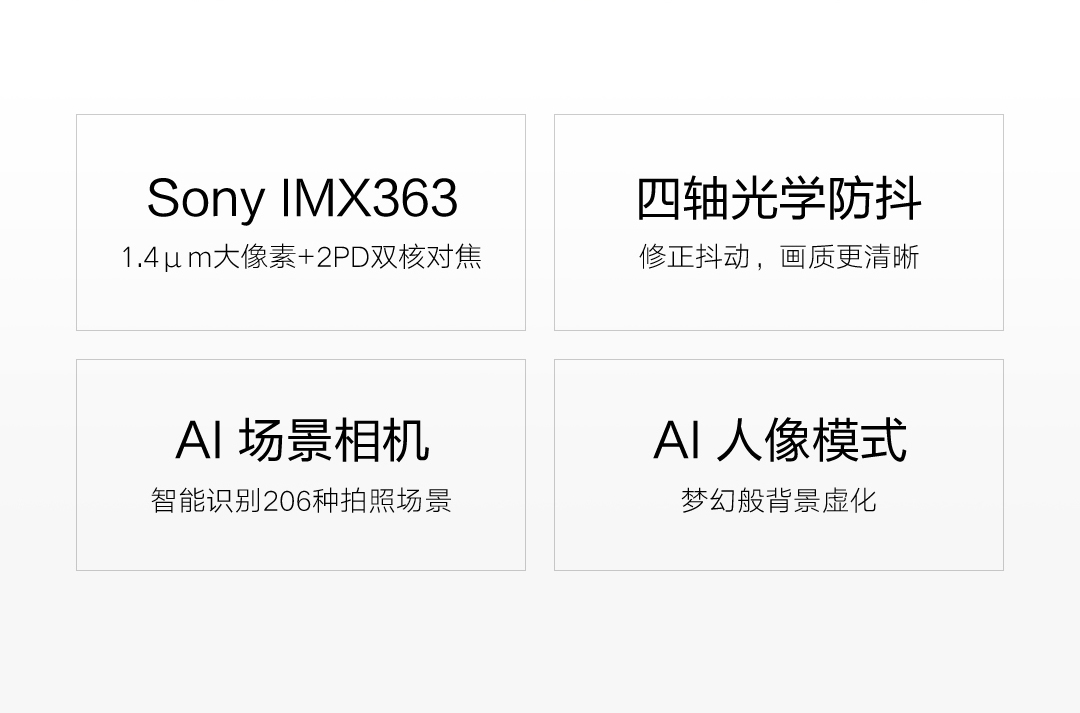 Sony IMX363
1.4μm大像素+2PD双核对焦
四轴光学防抖
修正抖动，画质更清晰
AI 场景相机
智能识别206种拍照场景
AI 人像模式
梦幻般背景虚化